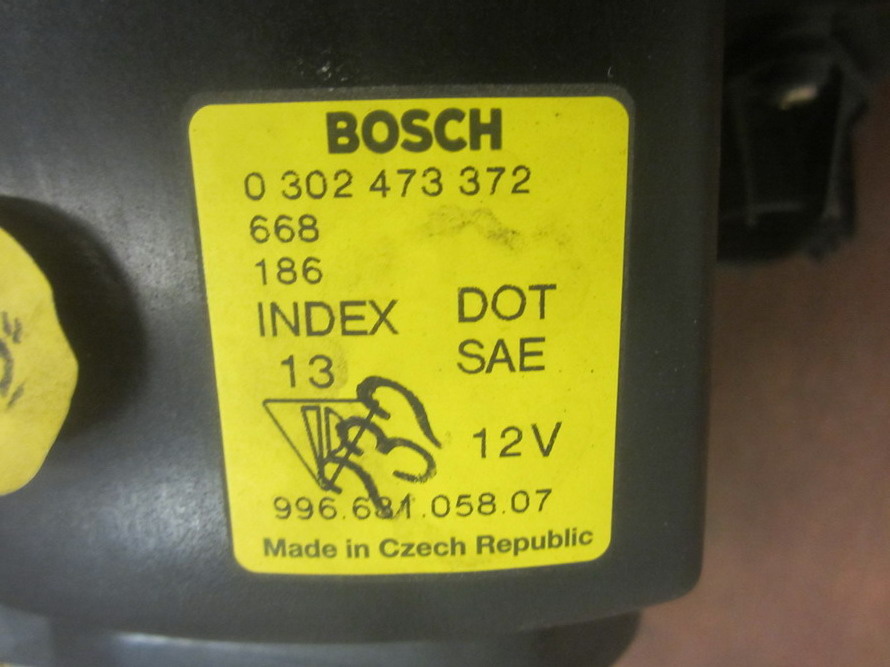 BOSCH
0 302 473 372
668
186
INDEX DOT
13 SAE
12V
996.631.058.07
Made in Czech Republic